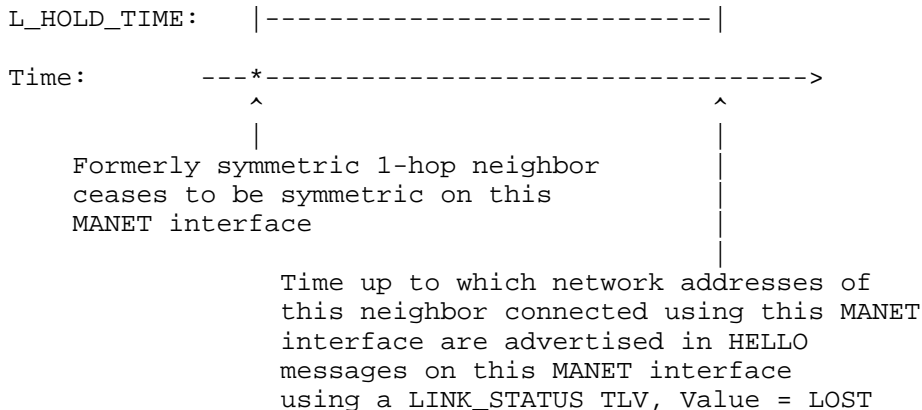 L_HOLD_TIME:   |----------------------------|
Time:       ---*---------------------------------->
^                            ^
|                            |
Formerly symmetric 1-hop neighbor       |
ceases to be symmetric on this          |
MANET interface                         |
|
Time up to which network addresses of
this neighbor connected using this MANET
interface are advertised in HELLO
messages on this MANET interface
using a LINK_STATUS TLV, Value = LOST